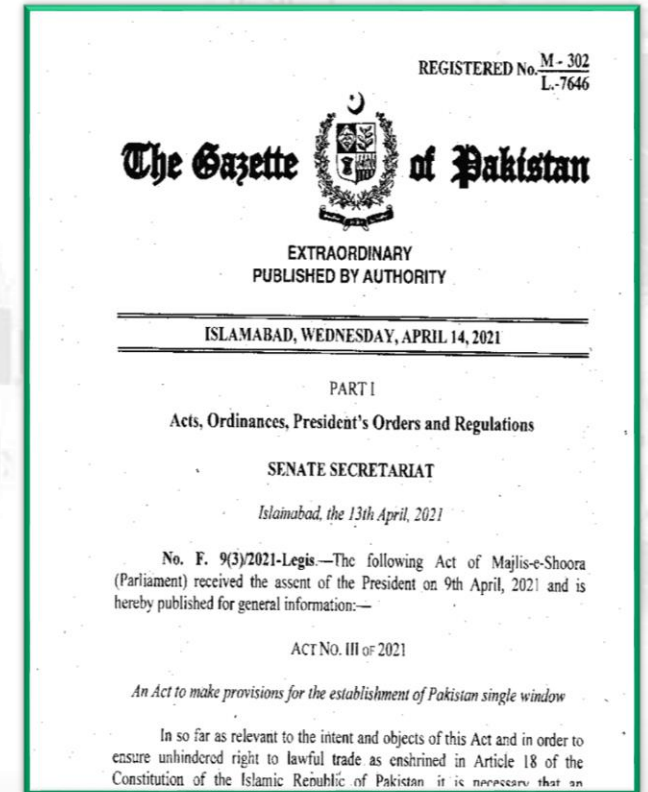 REGISTERED No. M - 302
L.-7646
The Gazette of Pakistan
EXTRAORDINARY
PUBLISHED BY AUTHORITY
ISLAMABAD, WEDNESDAY, APRIL 14, 2021
PART I
Acts, Ordinances, President's Orders and Regulations
SENATE SECRETARIAT
Islamabad, the 13th April, 2021
No. F. 9(3)/2021-Legis.—The following Act of Majlis-e-Shoora
(Parliament) received the assent of the President on 9th April, 2021 and is
hereby published for general information:—
ACT NO. III OF 2021
An Act to make provisions for the establishment of Pakistan single window
In so far as relevant to the intent and objects of this Act and in order to
ensure unhindered right to lawful trade as enshrined in Article 18 of the
Constitution of the Islamic Republic of Pakistan it is necessary that an